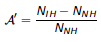 𝒜′ = (N_IH − N_NH) / N_NH